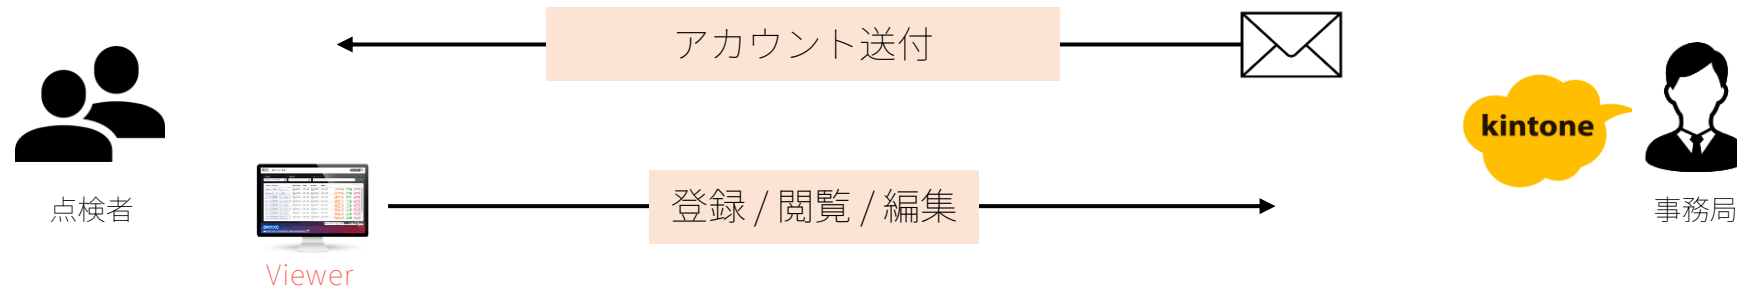 アカウント送付
kintone
点検者
登録 / 閲覧 / 編集
事務局
Viewer